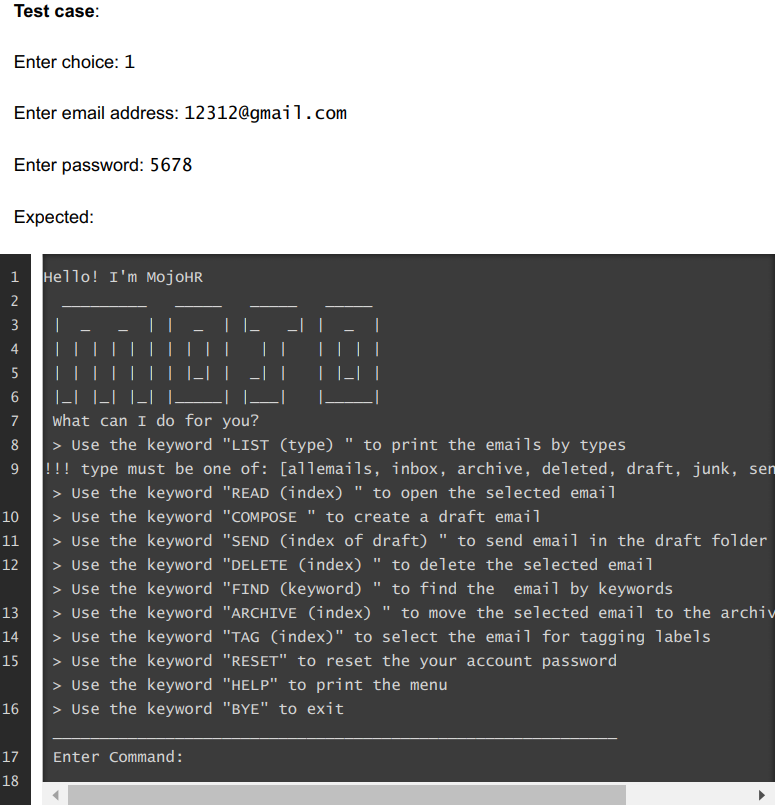 Test case:
Enter choice: 1
Enter email address: 12312@gmail.com
Enter password: 5678
Expected:
1 Hello! I'm MojoHR
2   _________   _____   _____   _____
3  |  _   _  | |  _  | |_   _| |  _  |
4  | | | | | | | | | |   | |   | | | |
5  | | | | | | | |_| |  _| |   | |_| |
6  |_| |_| |_| |_____| |___|   |_____|
7  What can I do for you?
8  > Use the keyword "LIST (type) " to print the emails by types
9 !!! type must be one of: [allemails, inbox, archive, deleted, draft, junk, sen
 > Use the keyword "READ (index) " to open the selected email
10  > Use the keyword "COMPOSE " to create a draft email
11  > Use the keyword "SEND (index of draft) " to send email in the draft folder
12  > Use the keyword "DELETE (index) " to delete the selected email
 > Use the keyword "FIND (keyword) " to find the  email by keywords
13  > Use the keyword "ARCHIVE (index) " to move the selected email to the archiv
14  > Use the keyword "TAG (index)" to select the email for tagging labels
15  > Use the keyword "RESET" to reset the your account password
 > Use the keyword "HELP" to print the menu
16  > Use the keyword "BYE" to exit
 ____________________________________________________________
17  Enter Command:
18